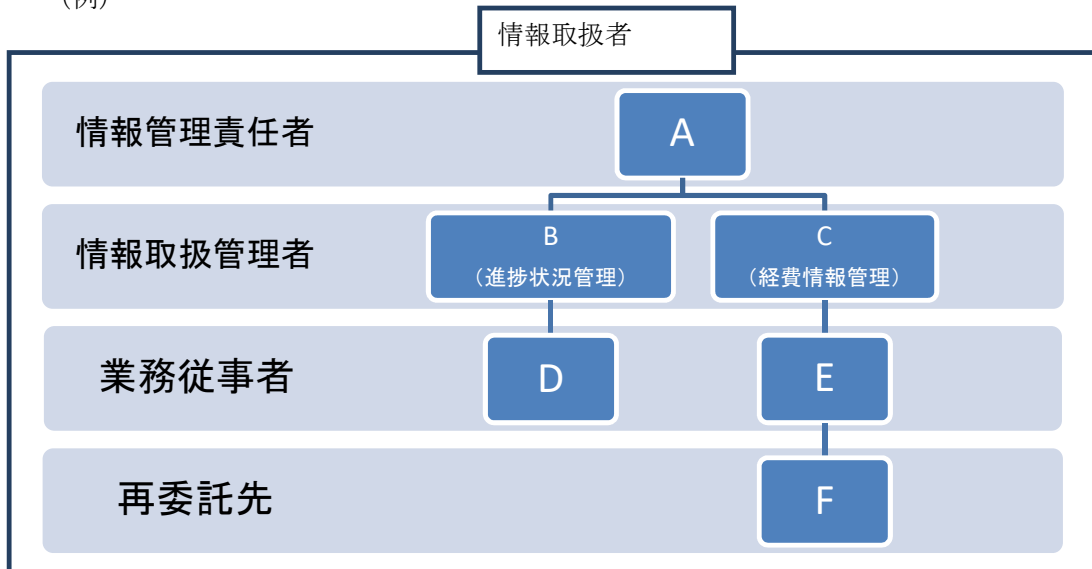 (例)
情報取扱者
情報管理責任者
A
情報取扱管理者
B
(進捗状況管理)
C
(経費情報管理)
業務従事者
D
E
再委託先
F